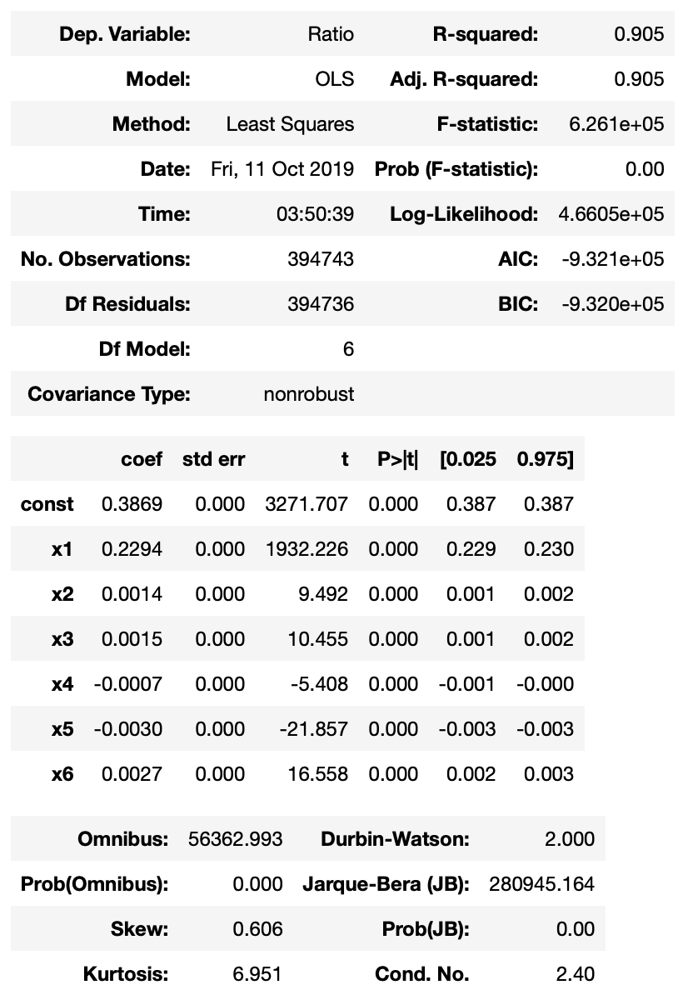 Dep. Variable: Ratio R-squared: 0.905
Model: OLS Adj. R-squared: 0.905
Method: Least Squares F-statistic: 6.261e+05
Date: Fri, 11 Oct 2019 Prob (F-statistic): 0.00
Time: 03:50:39 Log-Likelihood: 4.6605e+05
No. Observations: 394743 AIC: -9.321e+05
Df Residuals: 394736 BIC: -9.320e+05
Df Model: 6
Covariance Type: nonrobust
coef std err t P>|t| [0.025 0.975]
const 0.3869 0.000 3271.707 0.000 0.387 0.387
x1 0.2294 0.000 1932.226 0.000 0.229 0.230
x2 0.0014 0.000 9.492 0.000 0.001 0.002
x3 0.0015 0.000 10.455 0.000 0.001 0.002
x4 -0.0007 0.000 -5.408 0.000 -0.001 -0.000
x5 -0.0030 0.000 -21.857 0.000 -0.003 -0.003
x6 0.0027 0.000 16.558 0.000 0.002 0.003
Omnibus: 56362.993 Durbin-Watson: 2.000
Prob(Omnibus): 0.000 Jarque-Bera (JB): 280945.164
Skew: 0.606 Prob(JB): 0.00
Kurtosis: 6.951 Cond. No. 2.40